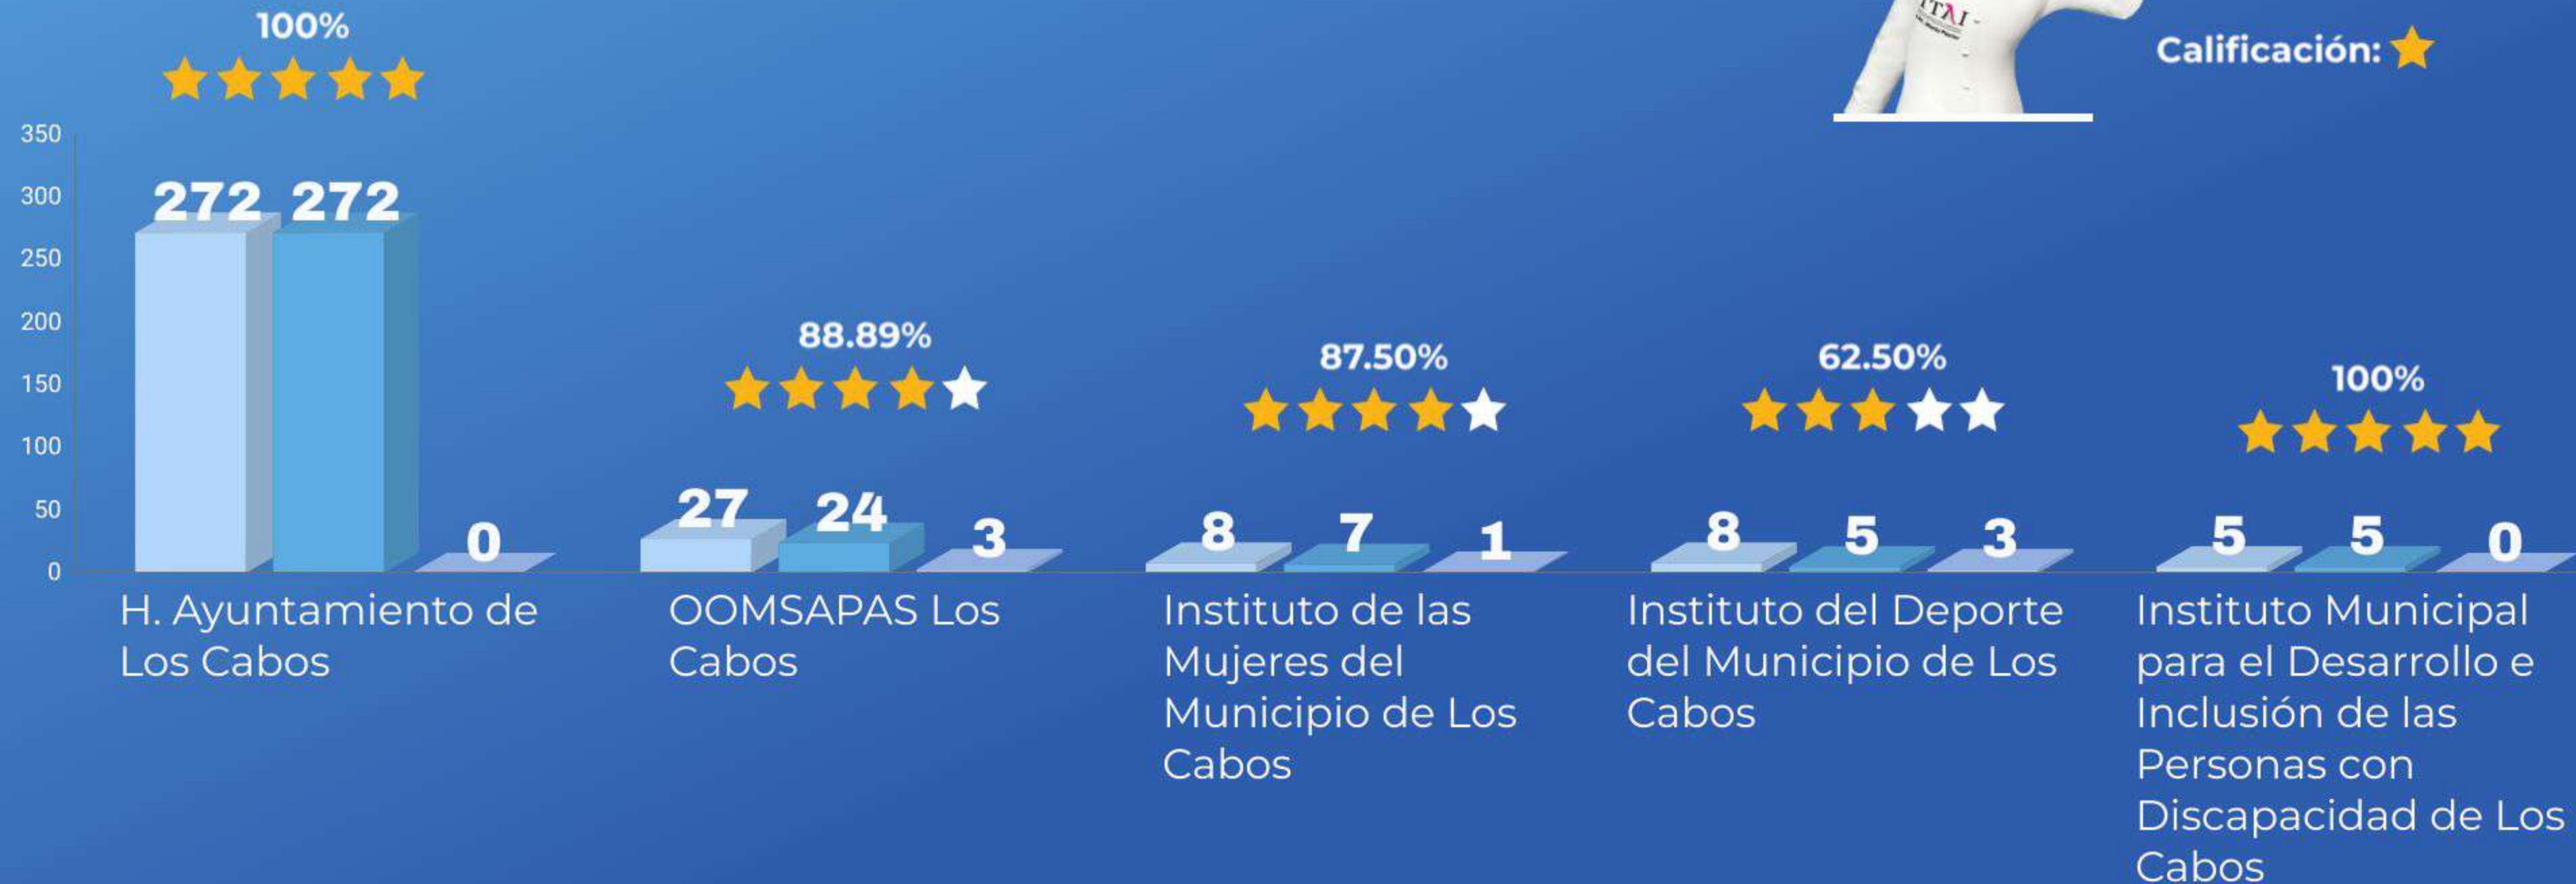 100%
ITAI
Calificación:
350
300
250
200
150
100
50
0
272 272 0
88.89%
27 24 3
87.50%
8 7 1
62.50%
8 5 3
100%
5 5 0
H. Ayuntamiento de
Los Cabos
OOMSAPAS Los
Cabos
Instituto de las
Mujeres del
Municipio de Los
Cabos
Instituto del Deporte
del Municipio de Los
Cabos
Instituto Municipal
para el Desarrollo e
Inclusión de las
Personas con
Discapacidad de Los
Cabos